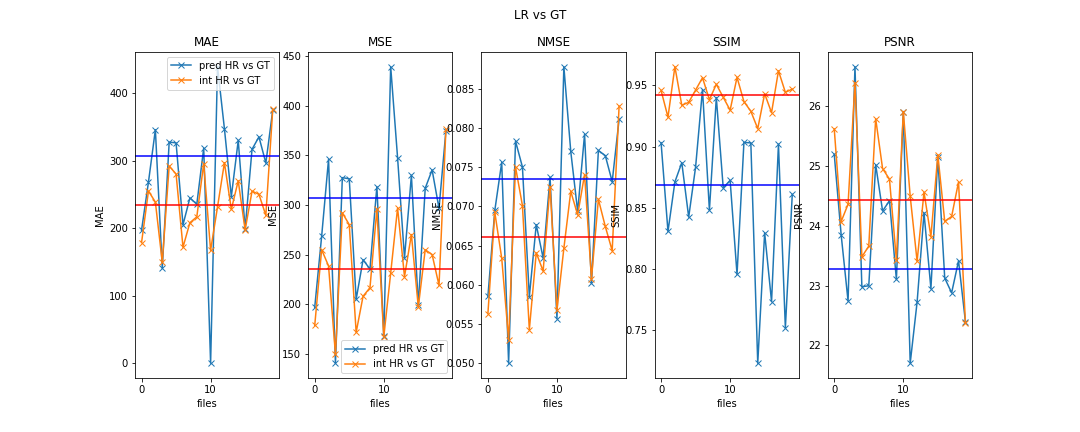 LR vs GT
MAE
MSE
NMSE
SSIM
PSNR
pred HR vs GT
int HR vs GT
400
300
200
100
0
MAE
0
10
files
450
400
350
300
250
200
150
MSE
pred HR vs GT
int HR vs GT
0
10
files
0.085
0.080
0.075
0.070
0.065
0.060
0.055
0.050
NMSE
0
10
files
0.95
0.90
0.85
0.80
0.75
SSIM
0
10
files
26
25
24
23
22
PSNR
0
10
files